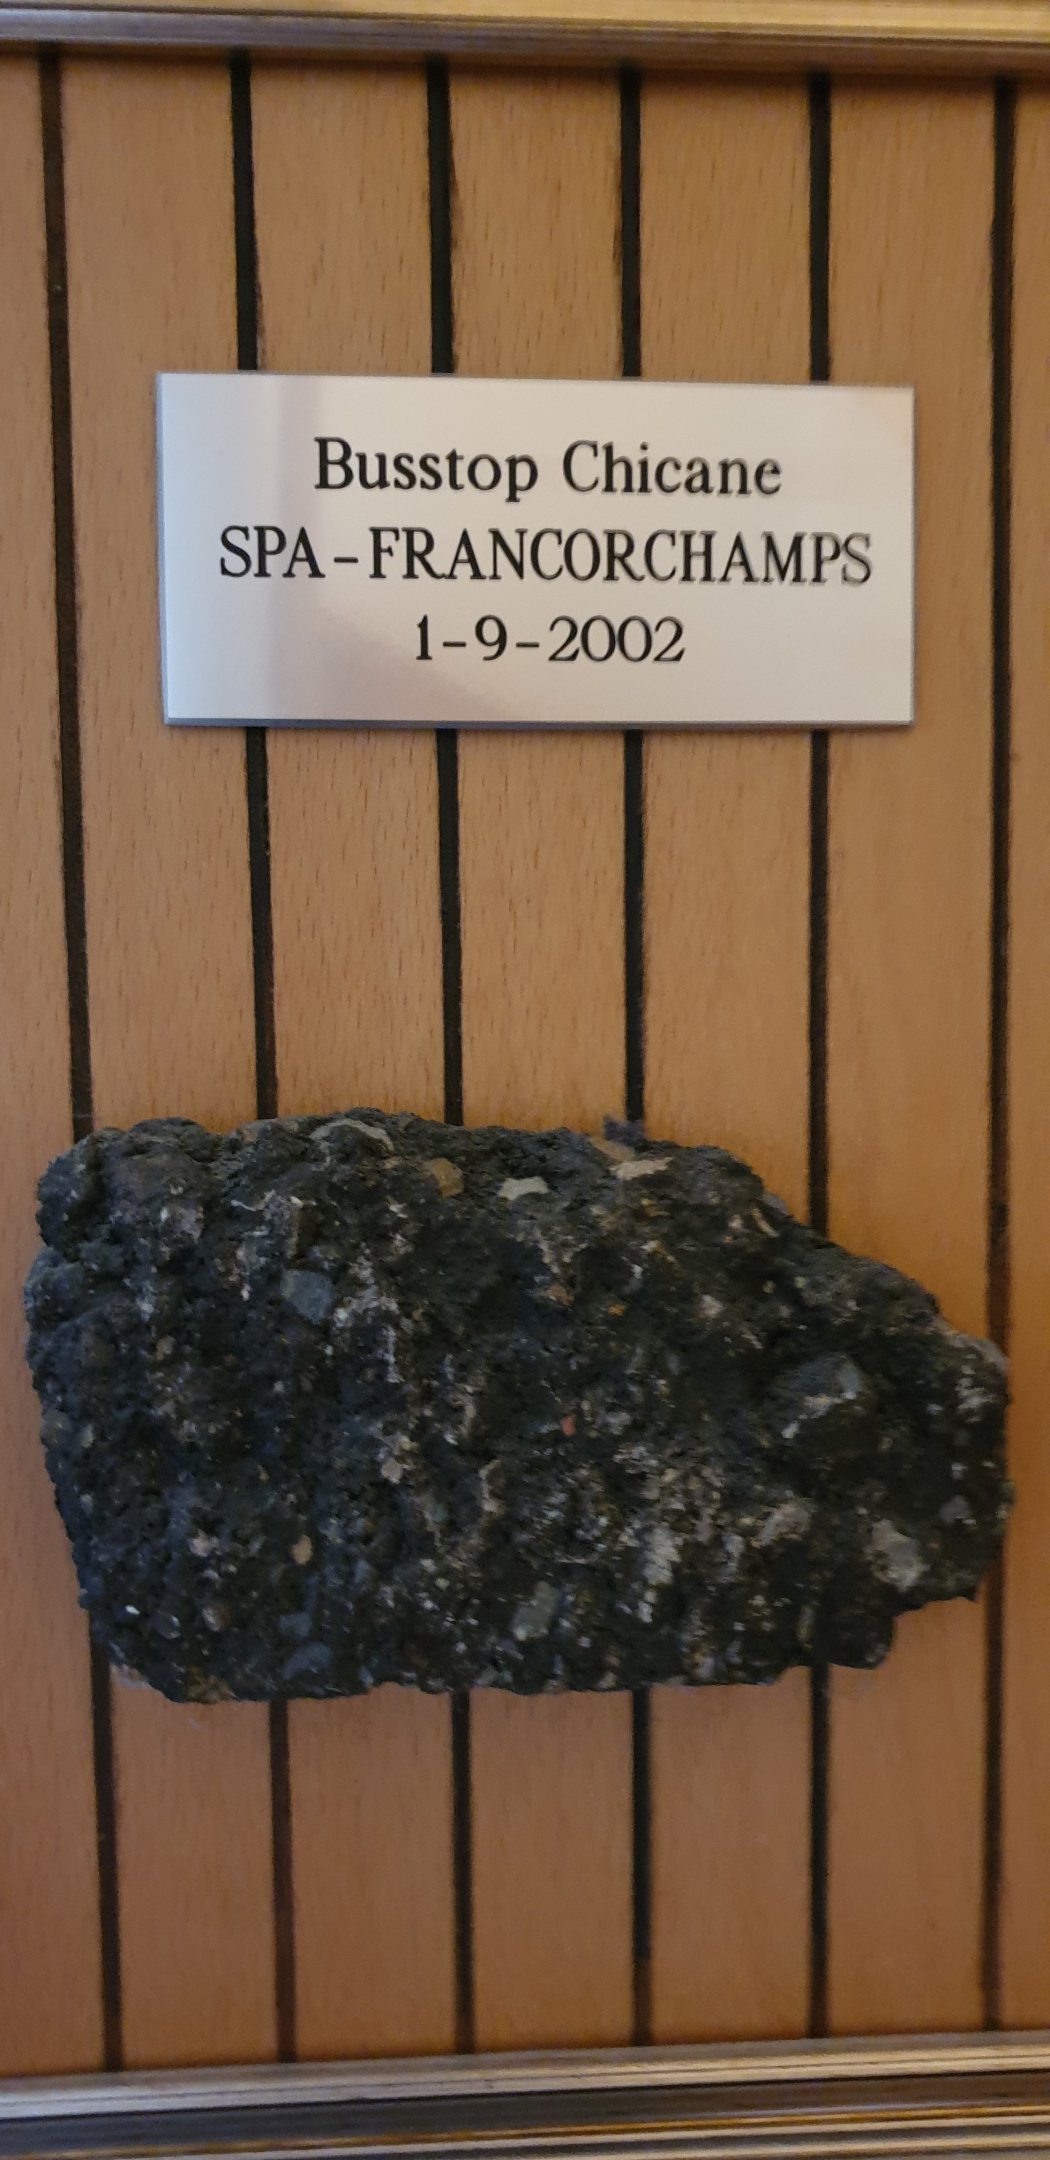 Busstop Chicane
SPA-FRANCORCHAMPS
1-9-2002